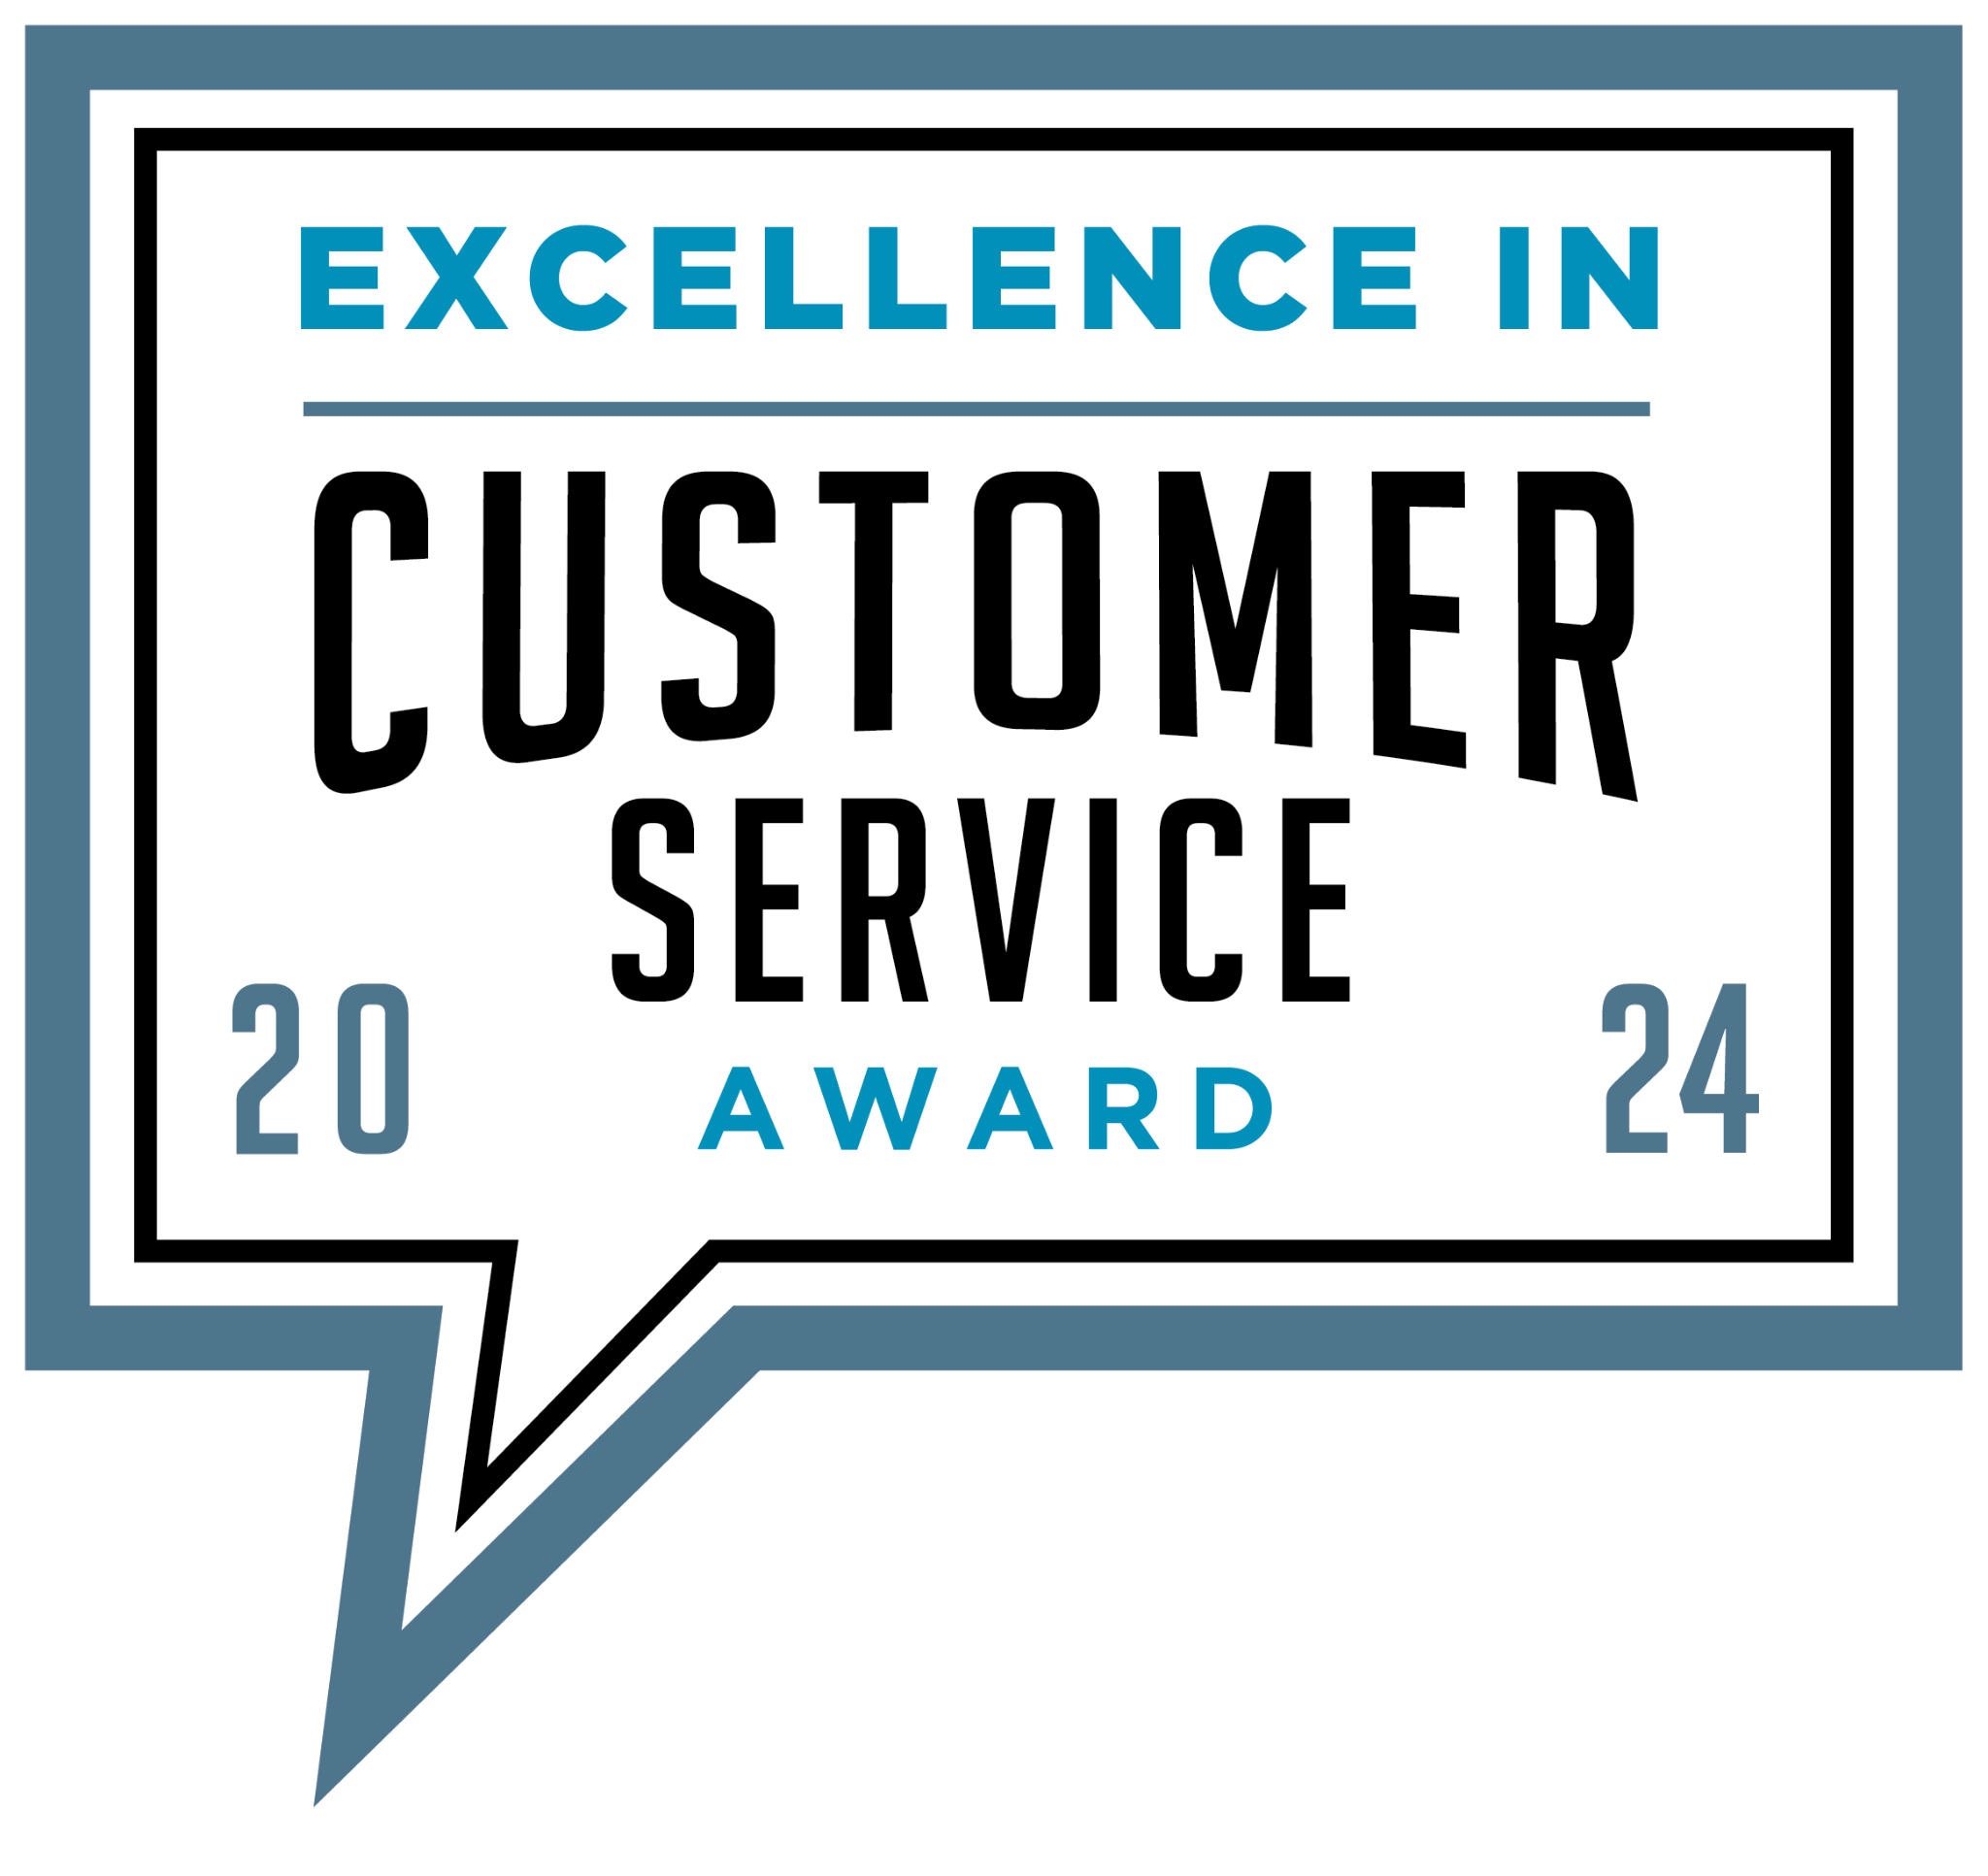 EXCELLENCE IN
CUSTOMER
SERVICE
20 24
AWARD